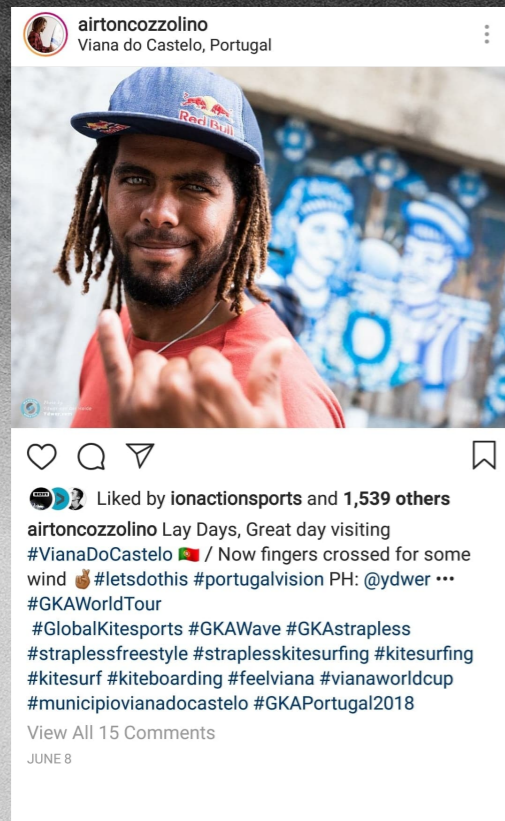 airtoncozzolino
Viana do Castelo, Portugal
Red Bull
Liked by ionactionsports and 1,539 others
airtoncozzolino Lay Days, Great day visiting
#VianaDoCastelo 🇵🇹 / Now fingers crossed for some
wind 🤞🏾#letsdothis #portugalvision PH: @ydwer •••
#GKAWorldTour
#GlobalKitesports #GKAWave #GKAstrapless
#straplessfreestyle #straplesskitesurfing #kitesurfing
#kitesurf #kiteboarding #feelviana #vianaworldcup
#municipiovianadocastelo #GKAPortugal2018
View All 15 Comments
JUNE 8